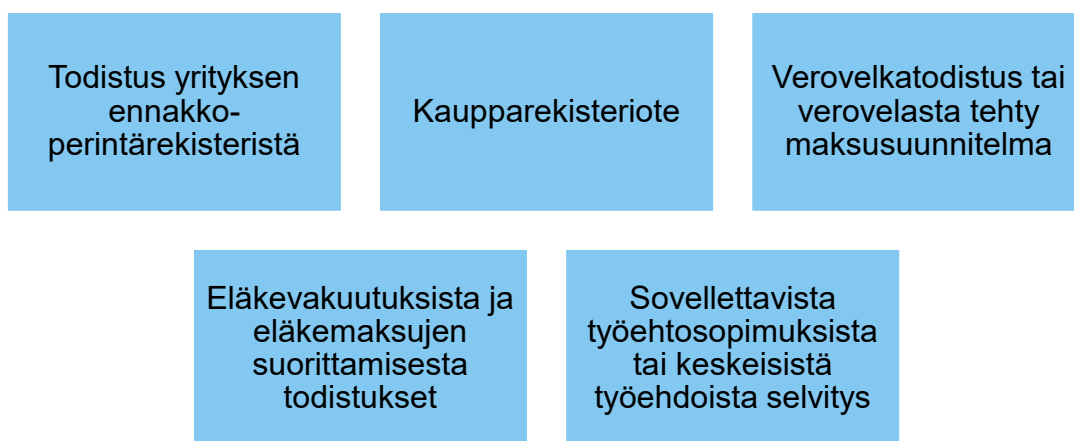 Todistus yrityksen
ennakko-
perintärekisteristä
Kaupparekisteriote
Verovelkatodistus tai
verovelasta tehty
maksusuunnitelma
Eläkevakuutuksista ja
eläkemaksujen
suorittamisesta
todistukset
Sovellettavista
työehtosopimuksista
tai keskeisistä
työehdoista selvitys